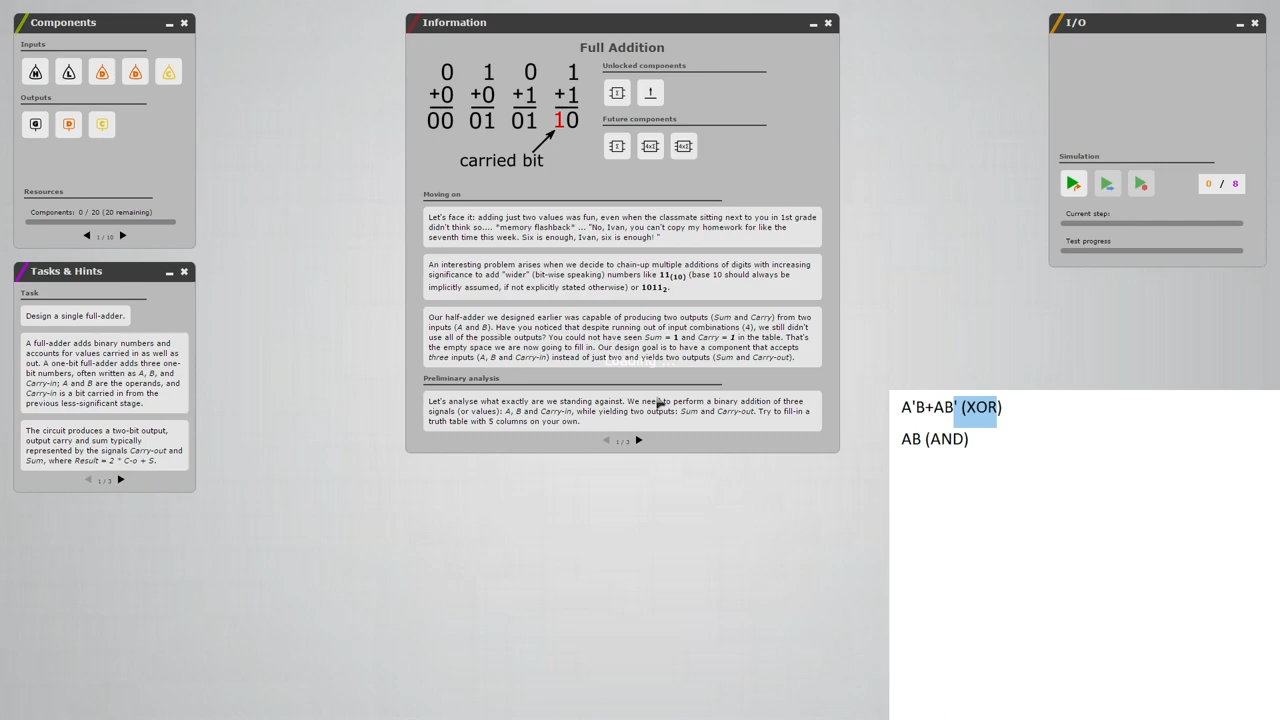 Components
Inputs
H L D D C
Outputs
G D C
Resources
Components: 0 / 20 (20 remaining)
1 / 10
Tasks & Hints
Task
Design a single full-adder.
A full-adder adds binary numbers and
accounts for values carried in as well as
out. A one-bit full-adder adds three one-
bit numbers, often written as A, B, and
Carry-in; A and B are the operands, and
Carry-in is a bit carried in from the
previous less-significant stage.
The circuit produces a two-bit output,
output carry and sum typically
represented by the signals Carry-out and
Sum, where Result = 2 * C-o + S.
1 / 3
Information
Full Addition
0 1 0 1
+0 +0 +1 +1
00 01 01 10
carried bit
Unlocked components
Σ
Future components
Σ 4xΣ 4xΣ
Moving on
Let's face it: adding just two values was fun, even when the classmate sitting next to you in 1st grade
didn't think so.... *memory flashback* ... "No, Ivan, you can't copy my homework for like the
seventh time this week. Six is enough, Ivan, six is enough! "
An interesting problem arises when we decide to chain-up multiple additions of digits with increasing
significance to add "wider" (bit-wise speaking) numbers like 11(10) (base 10 should always be
implicitly assumed, if not explicitly stated otherwise) or 1011₂.
Our half-adder we designed earlier was capable of producing two outputs (Sum and Carry) from two
inputs (A and B). Have you noticed that despite running out of input combinations (4), we still didn't
use all of the possible outputs? You could not have seen Sum = 1 and Carry = 1 in the table. That's
the empty space we are now going to fill in. Our design goal is to have a component that accepts
three inputs (A, B and Carry-in) instead of just two and yields two outputs (Sum and Carry-out).
Preliminary analysis
Let's analyse what exactly are we standing against. We need to perform a binary addition of three
signals (or values): A, B and Carry-in, while yielding two outputs: Sum and Carry-out. Try to fill-in a
truth table with 5 columns on your own.
1 / 3
I/O
Simulation
0 / 8
Current step:
Test progress
A'B+AB' (XOR)
AB (AND)